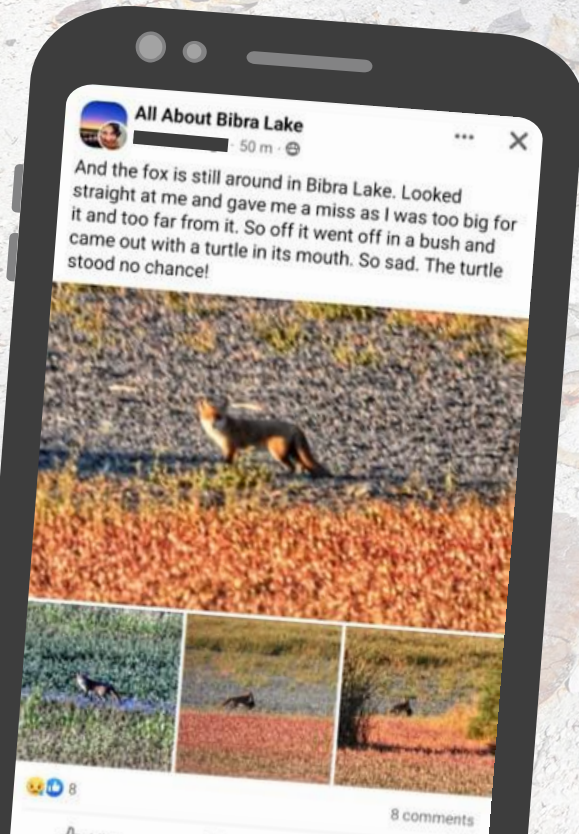 All About Bibra Lake
· 50 m ·
And the fox is still around in Bibra Lake. Looked
straight at me and gave me a miss as I was too big for
it and too far from it. So off it went off in a bush and
came out with a turtle in its mouth. So sad. The turtle
stood no chance!
8
8 comments